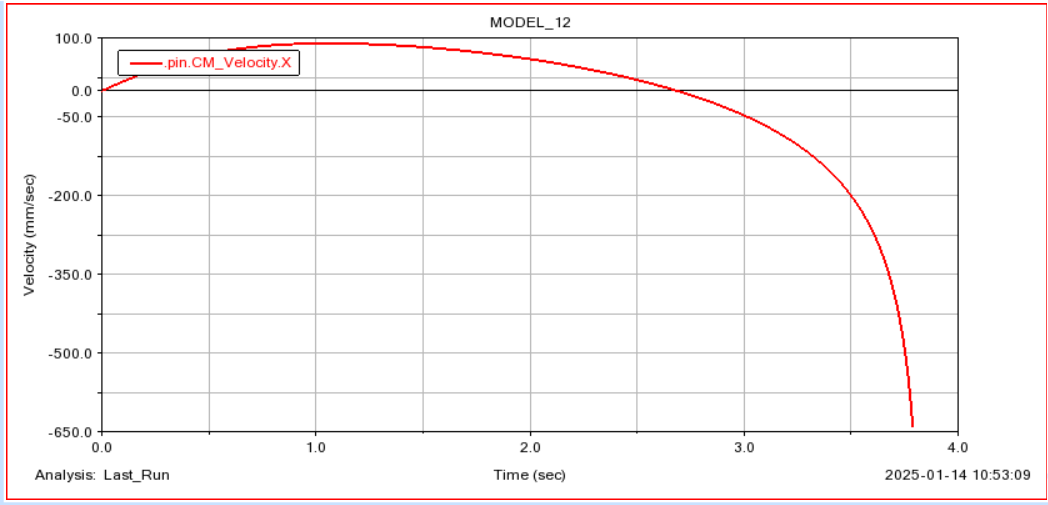 MODEL_12
100.0
.pin.CM_Velocity.X
0.0
-50.0
-200.0
-350.0
-500.0
-650.0
Velocity (mm/sec)
0.0 1.0 2.0 3.0 4.0
Analysis: Last_Run Time (sec) 2025-01-14 10:53:09